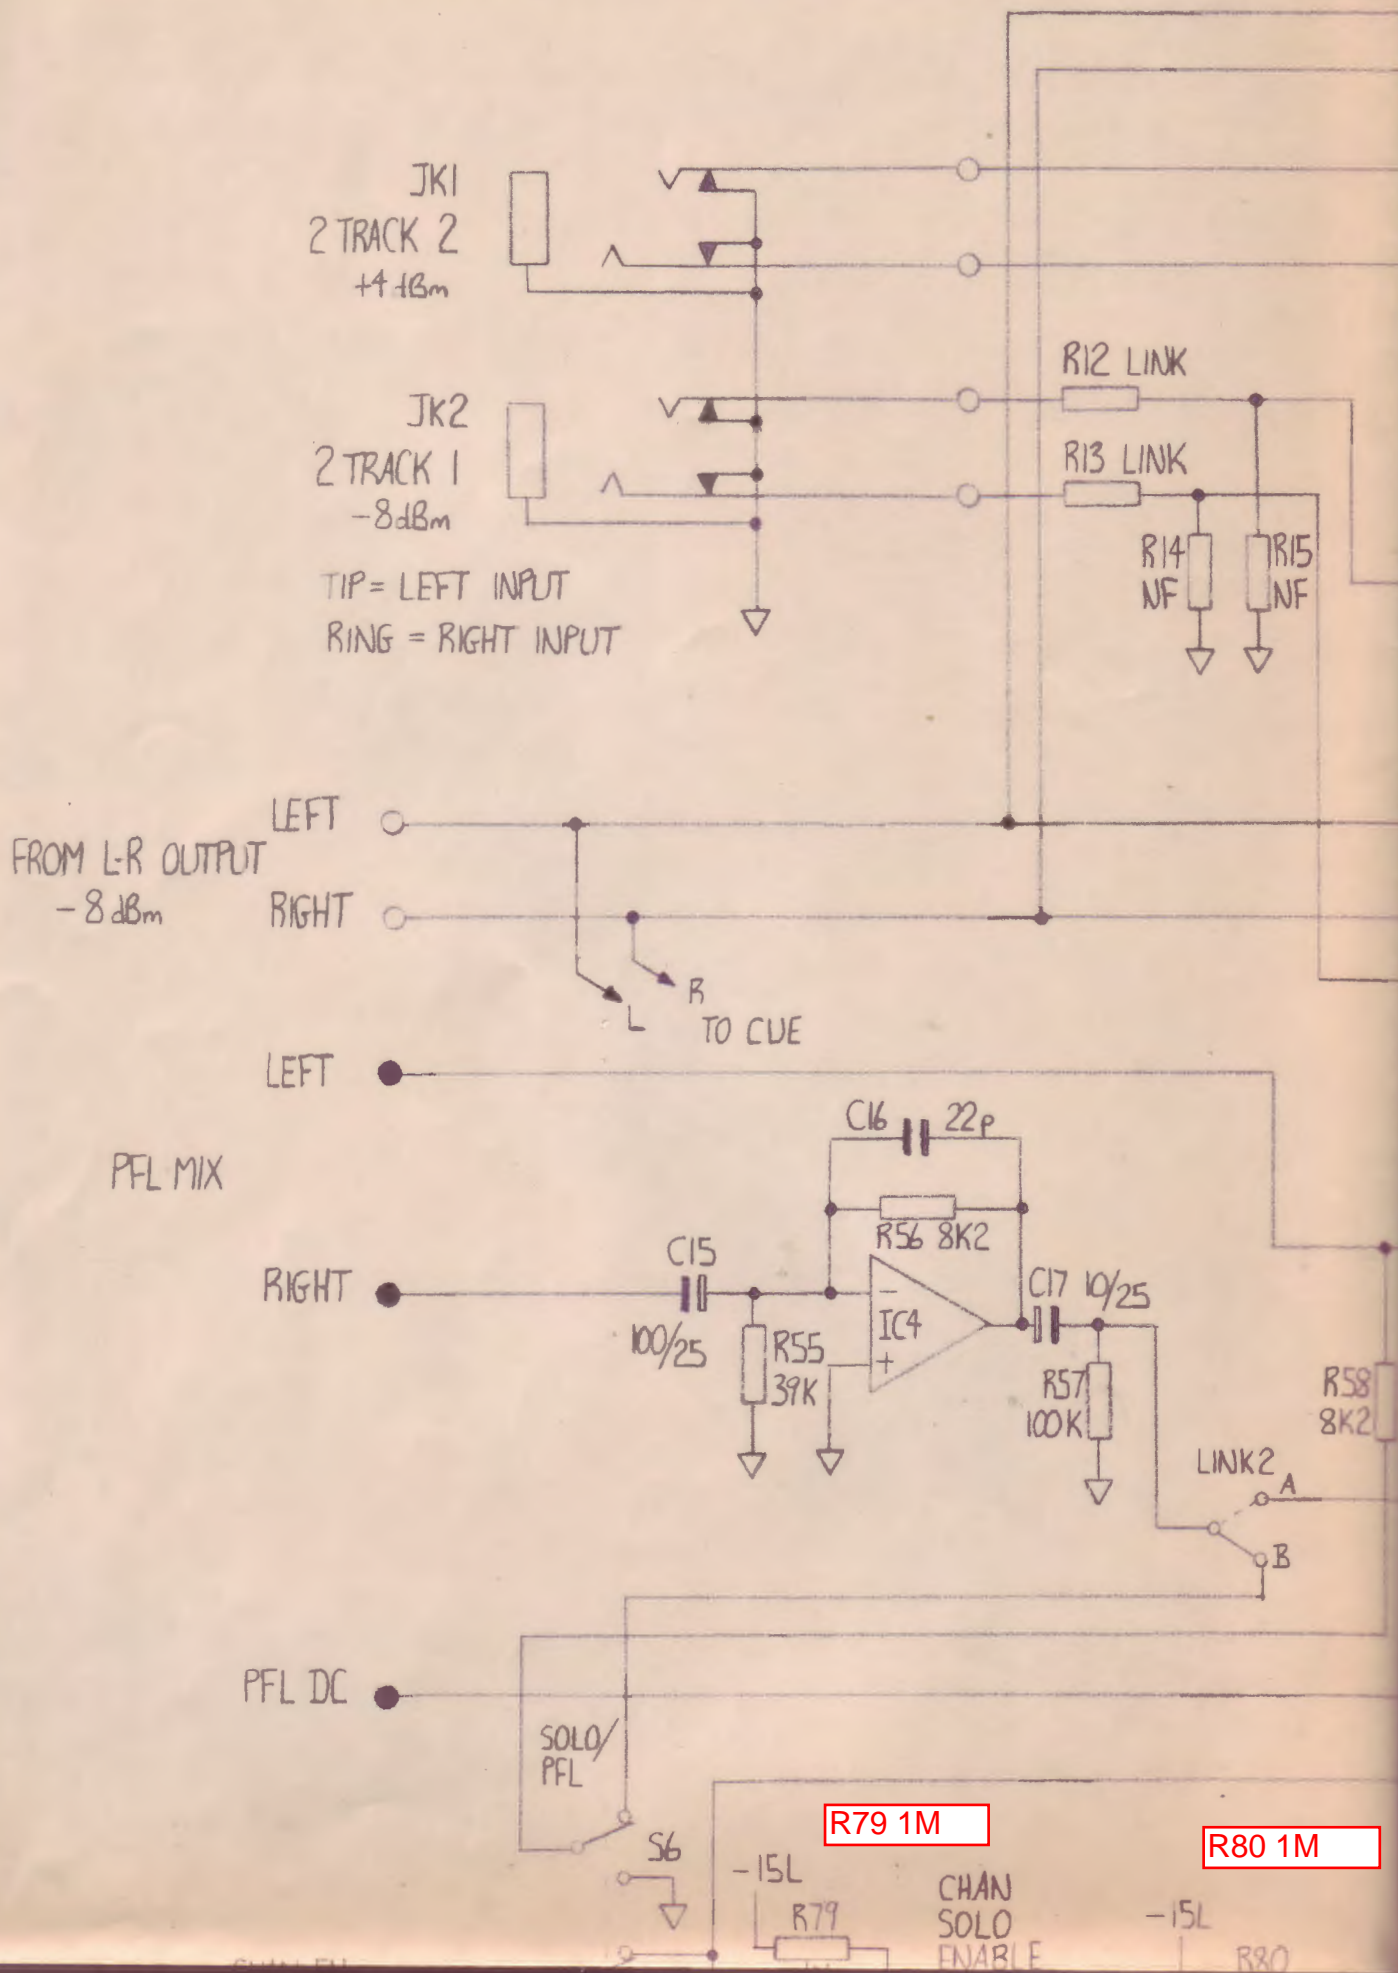 JK1
2 TRACK 2
+4 dBm
R12 LINK
JK2
2 TRACK 1
-8dBm
R13 LINK
R14
NF
R15
NF
TIP = LEFT INPUT
RING = RIGHT INPUT
LEFT
FROM L-R OUTPUT
-8dBm
RIGHT
R
L
TO CUE
LEFT
C16 22p
PFL MIX
R56 8K2
C15
RIGHT
100/25
R55
39K
-
IC4
+
C17 10/25
R57
100K
R58
8K2
LINK2
A
B
PFL DC
SOLO/
PFL
S6
R79 1M
R80 1M
-15L
R79
CHAN
SOLO
ENABLE
-15L
R80